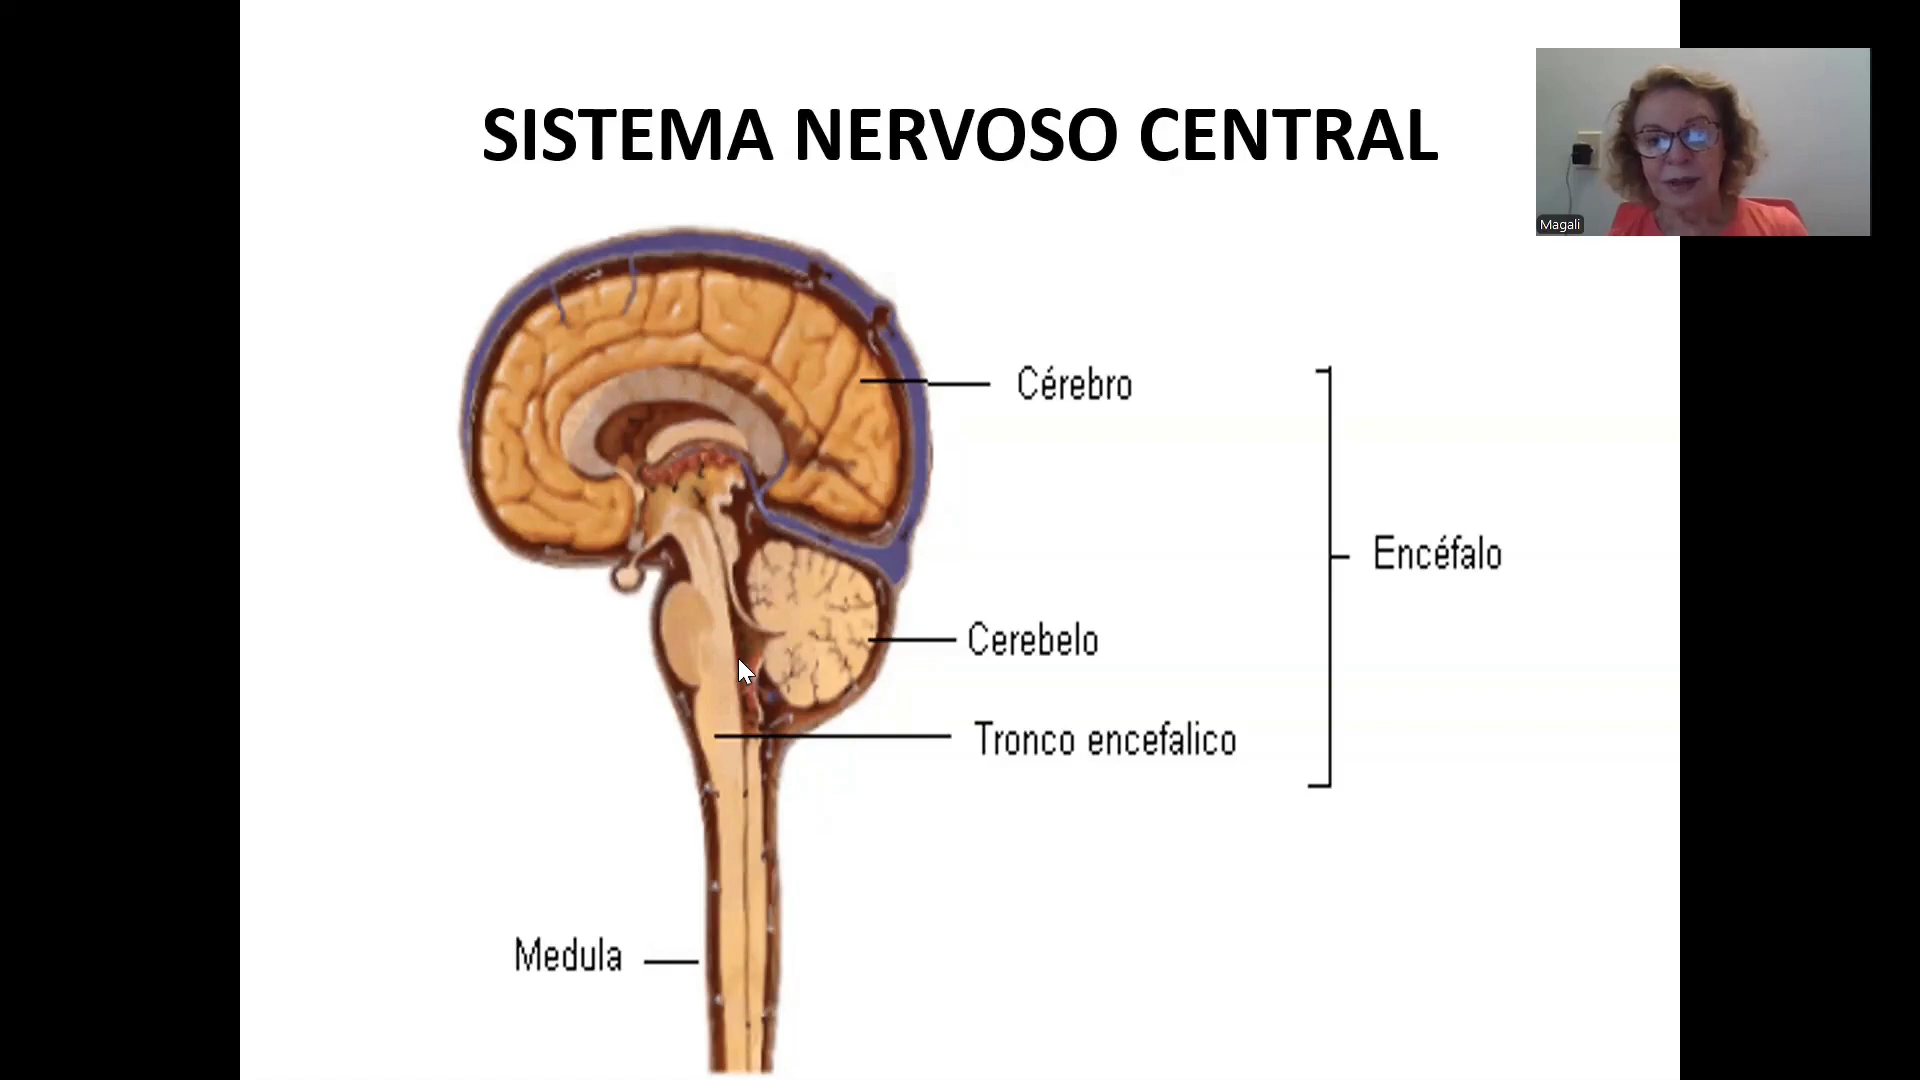 SISTEMA NERVOSO CENTRAL
Magali
Cérebro
Encéfalo
Cerebelo
Tronco encefalico
Medula